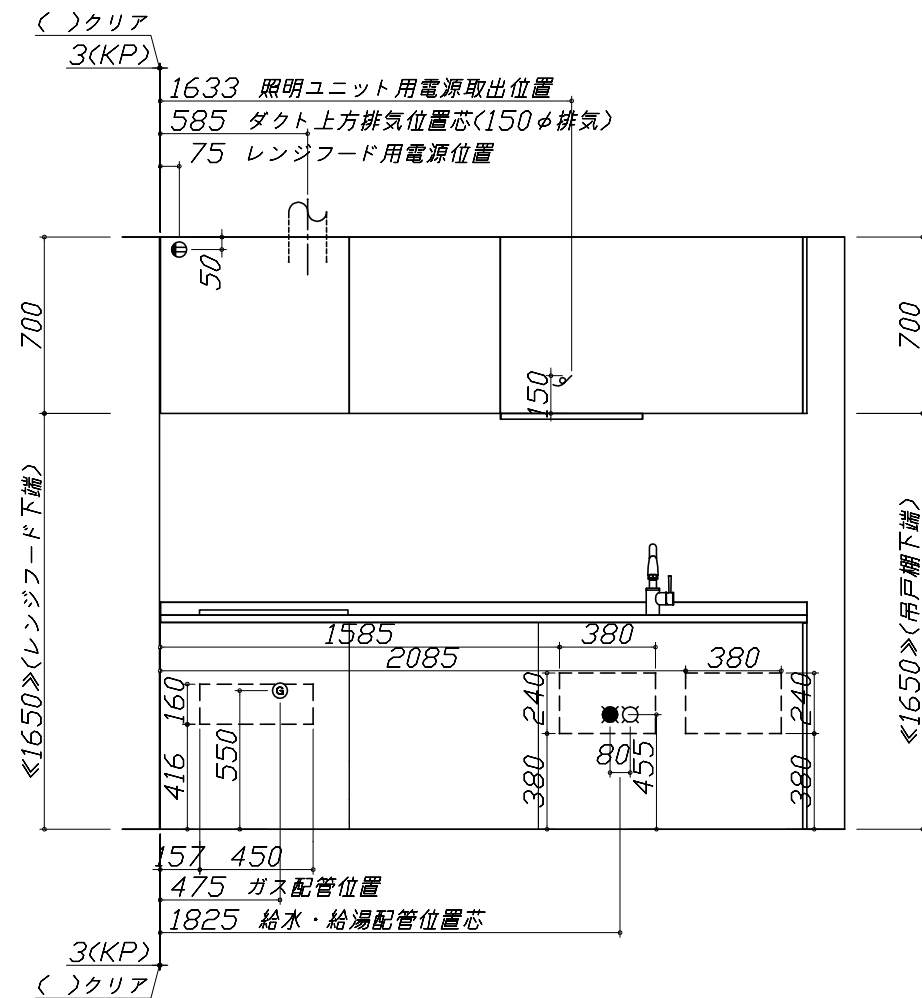 ( )クリア
3(KP)
1633 照明ユニット用電源取出位置
585 ダクト上方排気位置芯(150φ排気)
75 レンジフード用電源位置
50
700
700
150
≪1650≫(レンジフード下端)
≪1650≫(吊戸棚下端)
1585
380
2085
380
160
G
240
240
550
80
455
416
380
380
157
450
475 ガス配管位置
1825 給水・給湯配管位置芯
3(KP)
( )クリア